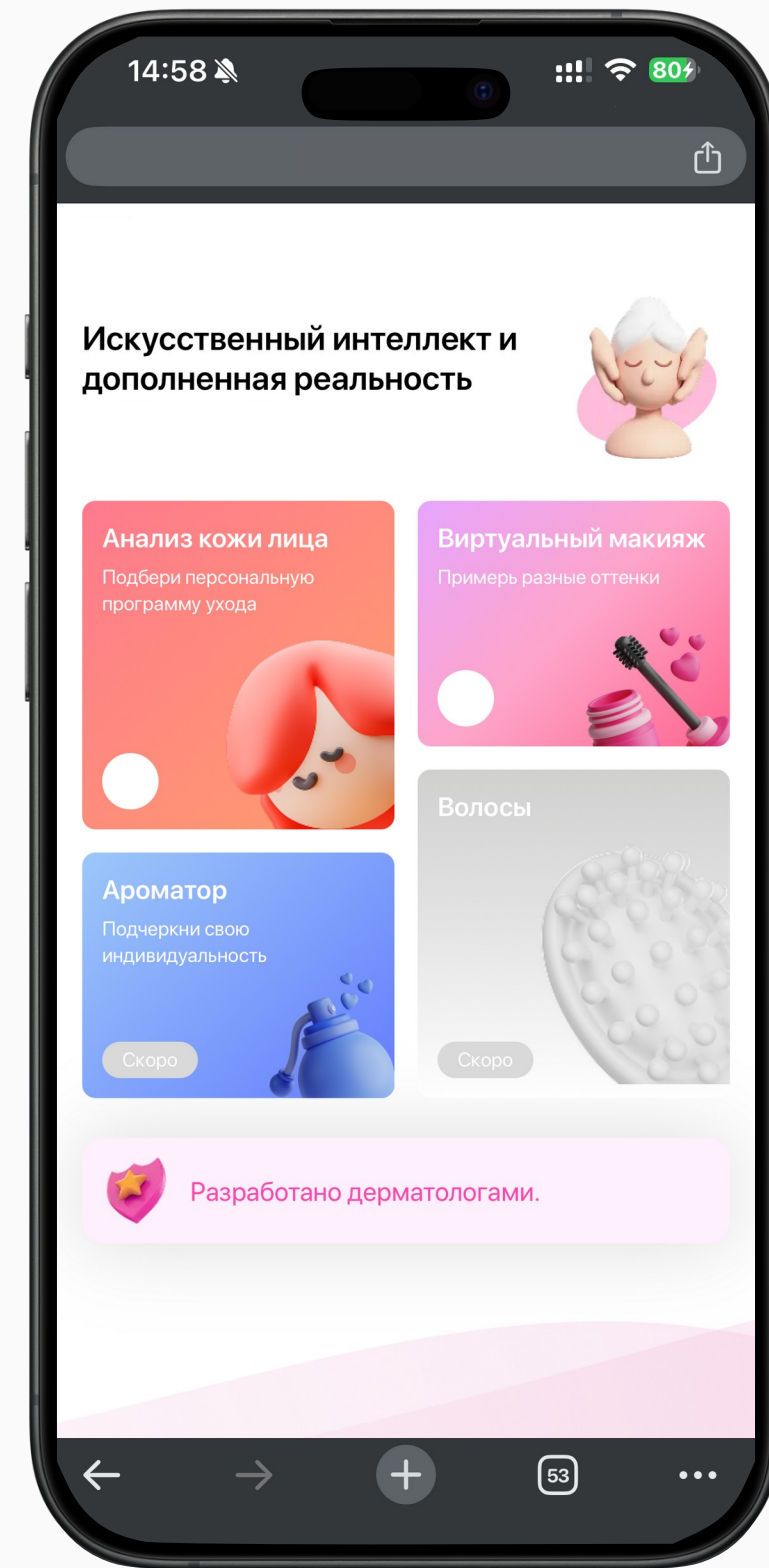 14:58
80
Искусственный интеллект и
дополненная реальность
Анализ кожи лица
Подбери персональную
программу ухода
Виртуальный макияж
Примерь разные оттенки
Волосы
Скоро
Ароматор
Подчеркни свою
индивидуальность
Скоро
Разработано дерматологами.
53